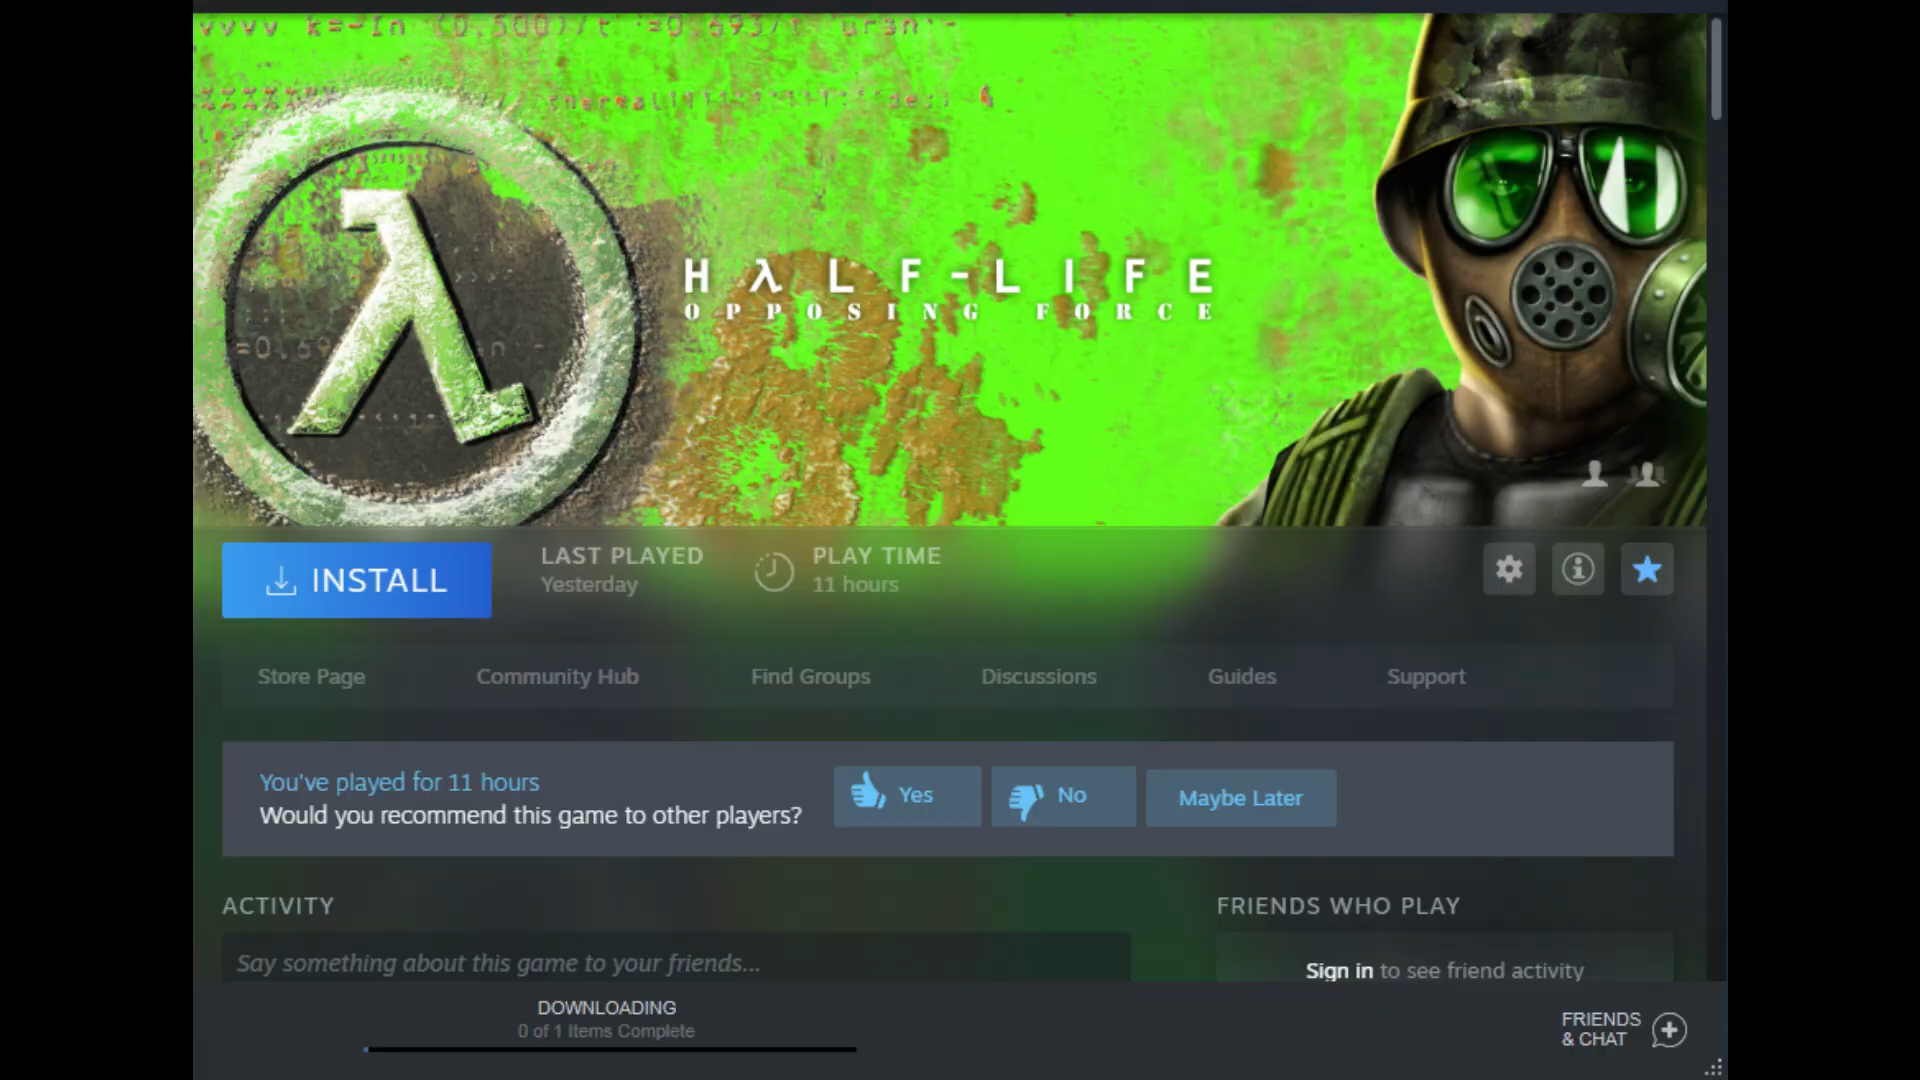 HλLF-LIFE
OPPOSING FORCE
INSTALL
LAST PLAYED
Yesterday
PLAY TIME
11 hours
Store Page
Community Hub
Find Groups
Discussions
Guides
Support
You've played for 11 hours
Would you recommend this game to other players?
Yes
No
Maybe Later
ACTIVITY
FRIENDS WHO PLAY
Say something about this game to your friends...
Sign in to see friend activity
DOWNLOADING
0 of 1 Items Complete
FRIENDS
& CHAT